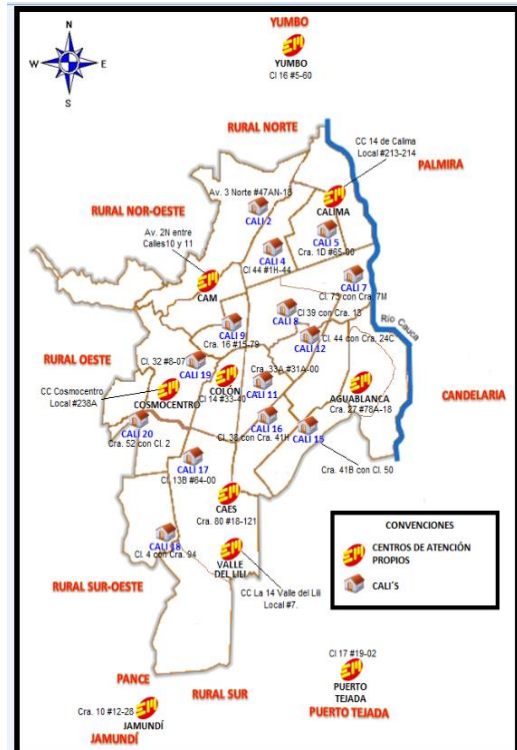 YUMBO
N
W
E
S
YUMBO
Cl 16 #5-60
RURAL NORTE
CC 14 de Calima
Local #213-214
PALMIRA
Av. 3 Norte #47AN-16
CALIMA
RURAL NOR-OESTE
CALI 2
CALI 5
Cra. 1D #65-00
Av. 2N entre
Calles10 y 11
CALI 4
Cl 44 #1H-44
CAM
CALI 7
Cl. 73 con Cra. 7M
CALI 8
Cl 39 con Cra. 13
Río Cauca
CALI 9
Cra. 16 #15-79
Cl. 44 con Cra. 24C
CALI 12
RURAL OESTE
Cl. 32 #8-07
CALI 19
Cra. 33A #31A-00
CC Cosmocentro
Local #238A
COSMOCENTRO
COLÓN
Cl 14 #33-40
CALI 11
AGUABLANCA
Cra. 27 #78A-18
CANDELARIA
CALI 20
Cra. 52 con Cl. 2
CALI 16
Cl. 38 con Cra. 41H
CALI 15
Cra. 41B con Cl. 50
CALI 17
Cl. 13B #64-00
CAES
Cra. 80 #18-121
CALI 18
Cl. 4 con Cra. 94
VALLE
DEL LILI
CONVENCIONES
CENTROS DE ATENCIÓN
PROPIOS
CALI´S
RURAL SUR-OESTE
CC La 14 Valle del Lili
Local #7.
Cl 17 #19-02
PANCE
RURAL SUR
PUERTO
TEJADA
PUERTO TEJADA
Cra. 10 #12-28
JAMUNDÍ
JAMUNDÍ